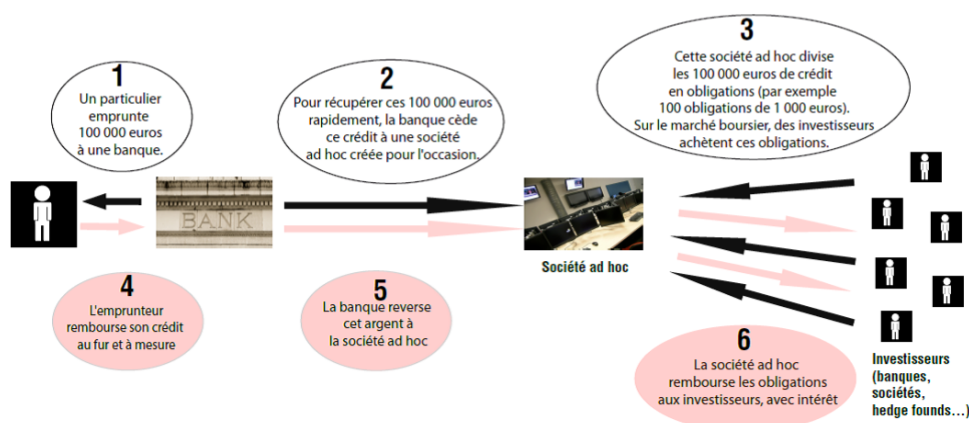 1
Un particulier
emprunte
100 000 euros
à une banque.
2
Pour récupérer ces 100 000 euros
rapidement, la banque cède
ce crédit à une société
ad hoc créée pour l'occasion.
3
Cette société ad hoc divise
les 100 000 euros de crédit
en obligations (par exemple
100 obligations de 1 000 euros).
Sur le marché boursier, des investisseurs
achètent ces obligations.
BANK
Société ad hoc
4
L'emprunteur
rembourse son crédit
au fur et à mesure
5
La banque reverse
cet argent à
la société ad hoc
6
La société ad hoc
rembourse les obligations
aux investisseurs, avec intérêt
Investisseurs
(banques,
sociétés,
hedge founds...)